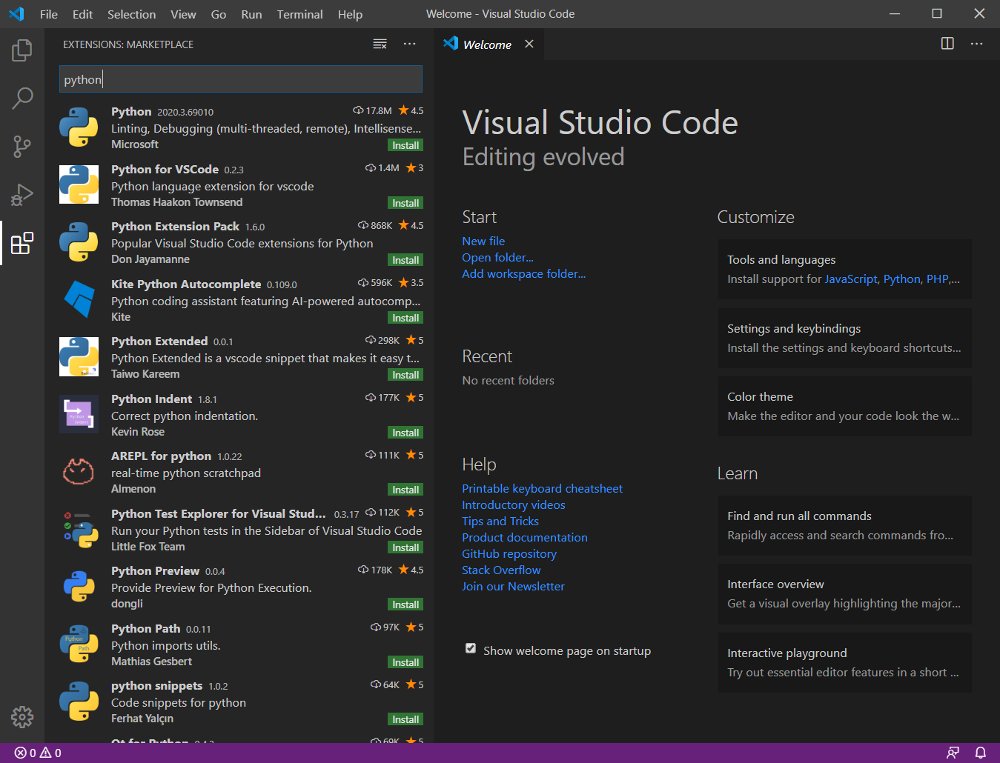 File Edit Selection View Go Run Terminal Help
Welcome - Visual Studio Code
EXTENSIONS: MARKETPLACE
python
Python 2020.3.69010 17.8M 4.5
Linting, Debugging (multi-threaded, remote), Intellisense...
Microsoft Install
Python for VSCode 0.2.3 1.4M 3
Python language extension for vscode
Thomas Haakon Townsend Install
Python Extension Pack 1.6.0 868K 4.5
Popular Visual Studio Code extensions for Python
Don Jayamanne Install
Kite Python Autocomplete 0.109.0 596K 3.5
Python coding assistant featuring AI-powered autocomp...
Kite Install
Python Extended 0.0.1 298K 5
Python Extended is a vscode snippet that makes it easy t...
Taiwo Kareem Install
Python Indent 1.8.1 177K 5
Correct python indentation.
Kevin Rose Install
Python
Indent
AREPL for python 1.0.22 111K 5
real-time python scratchpad
Almenon Install
Python Test Explorer for Visual Stud... 0.3.17 112K 5
Run your Python tests in the Sidebar of Visual Studio Code
Little Fox Team Install
Python Preview 0.0.4 178K 4.5
Provide Preview for Python Execution.
dongli Install
Python Path 0.0.11 97K 5
Python imports utils.
Mathias Gesbert Install
Python
Path
python snippets 1.0.2 64K 5
Code snippets for python
Ferhat Yalçın Install
Qt for Python 0.4.2 69K 5
Welcome
Visual Studio Code
Editing evolved
Start
New file
Open folder...
Add workspace folder...
Recent
No recent folders
Help
Printable keyboard cheatsheet
Introductory videos
Tips and Tricks
Product documentation
GitHub repository
Stack Overflow
Join our Newsletter
Show welcome page on startup
Customize
Tools and languages
Install support for JavaScript, Python, PHP,...
Settings and keybindings
Install the settings and keyboard shortcuts...
Color theme
Make the editor and your code look the w...
Learn
Find and run all commands
Rapidly access and search commands fro...
Interface overview
Get a visual overlay highlighting the major...
Interactive playground
Try out essential editor features in a short ...
0 0